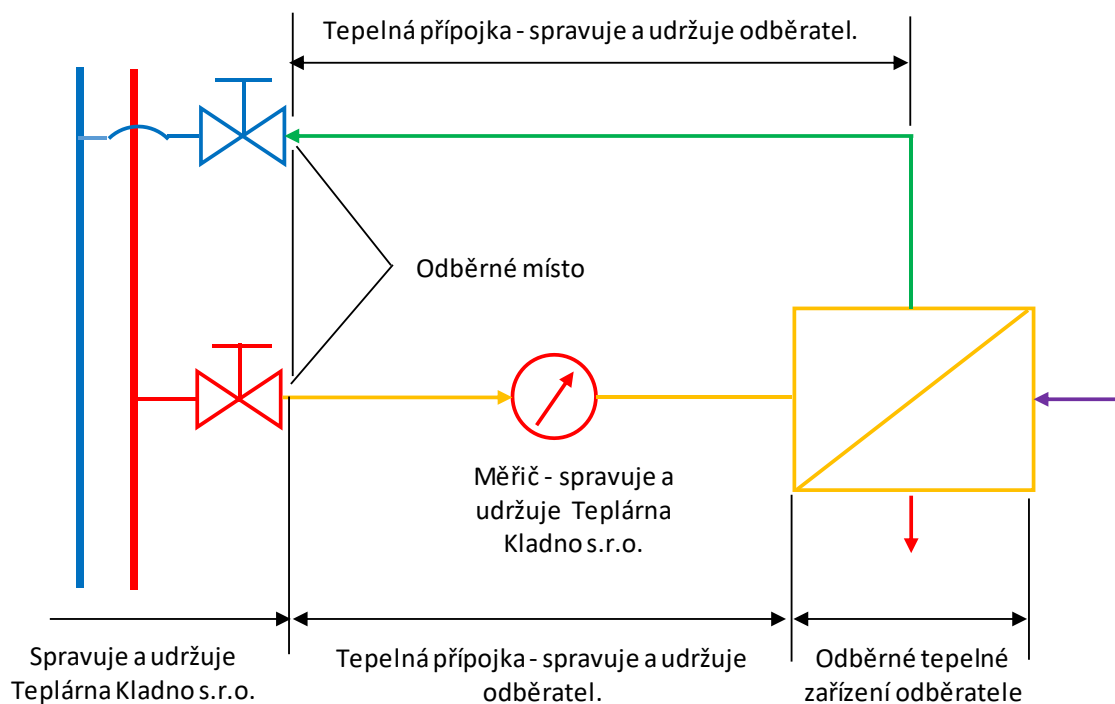 Tepelná přípojka - spravuje a udržuje odběratel.
Odběrné místo
Měřič - spravuje a
udržuje Teplárna
Kladno s.r.o.
Spravuje a udržuje
Teplárna Kladno s.r.o.
Tepelná přípojka - spravuje a udržuje
odběratel.
Odběrné tepelné
zařízení odběratele